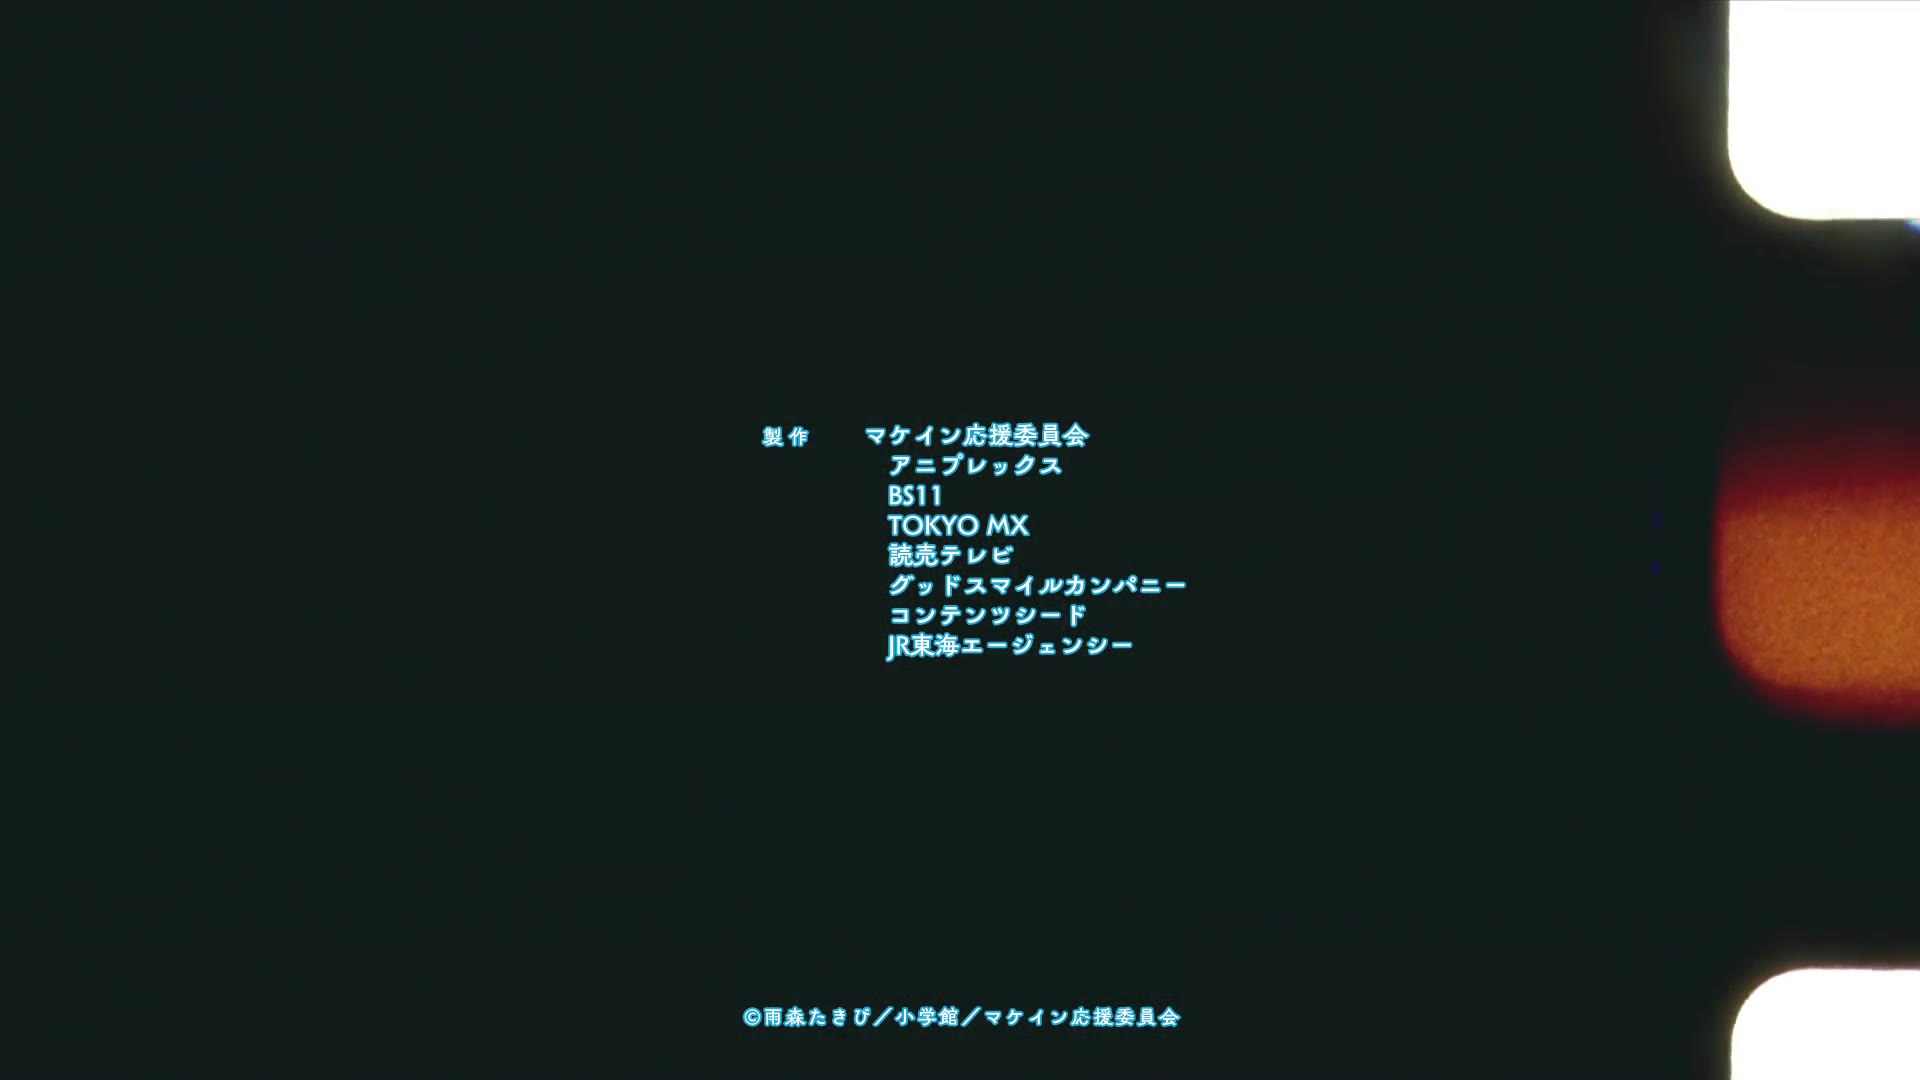 製作 マケイン応援委員会
アニプレックス
BS11
TOKYO MX
読売テレビ
グッドスマイルカンパニー
コンテンツシード
JR東海エージェンシー
©雨森たきび／小学館／マケイン応援委員会